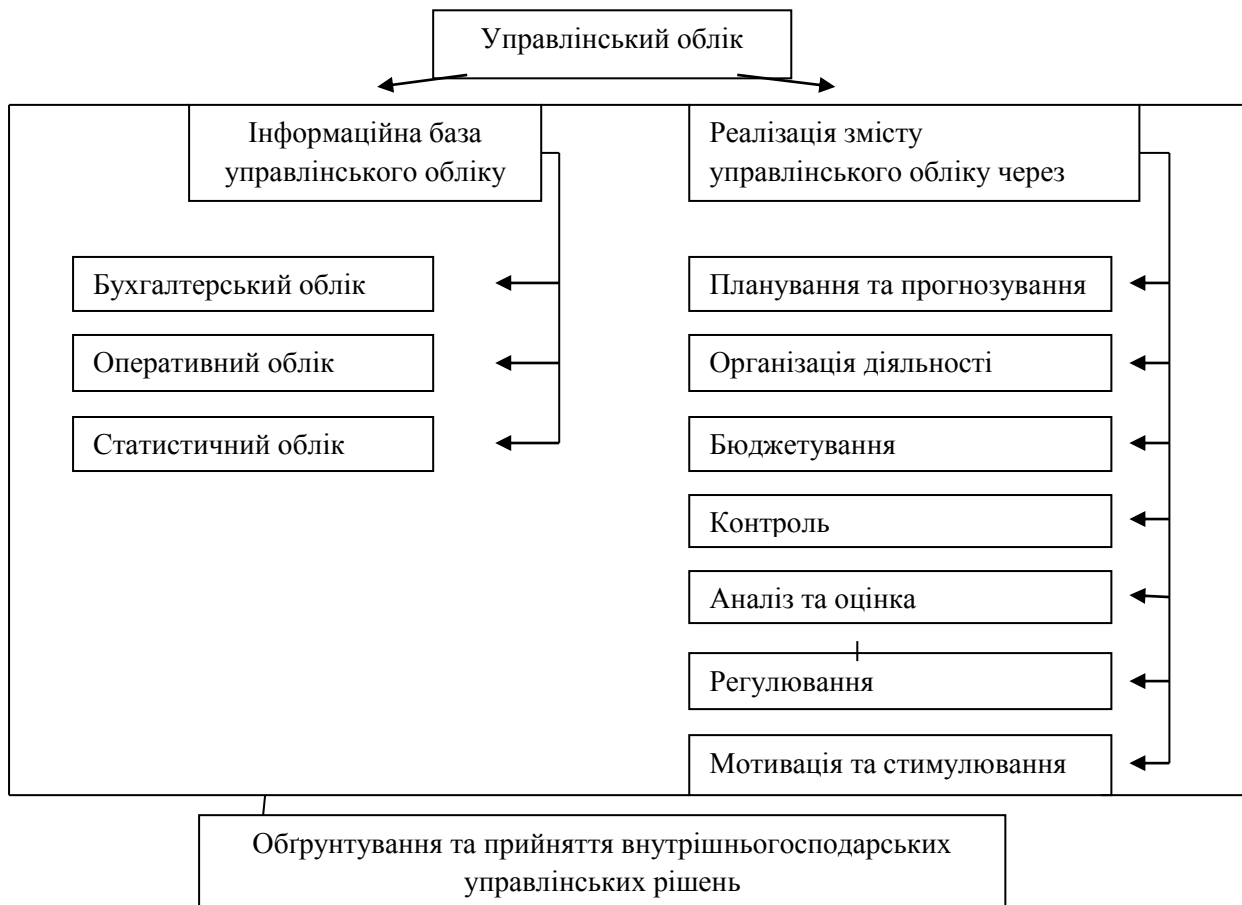 Управлінський облік
Інформаційна база
управлінського обліку
Бухгалтерський облік
Оперативний облік
Статистичний облік
Реалізація змісту
управлінського обліку через
Планування та прогнозування
Організація діяльності
Бюджетування
Контроль
Аналіз та оцінка
Регулювання
Мотивація та стимулювання
Обґрунтування та прийняття внутрішньогосподарських
управлінських рішень